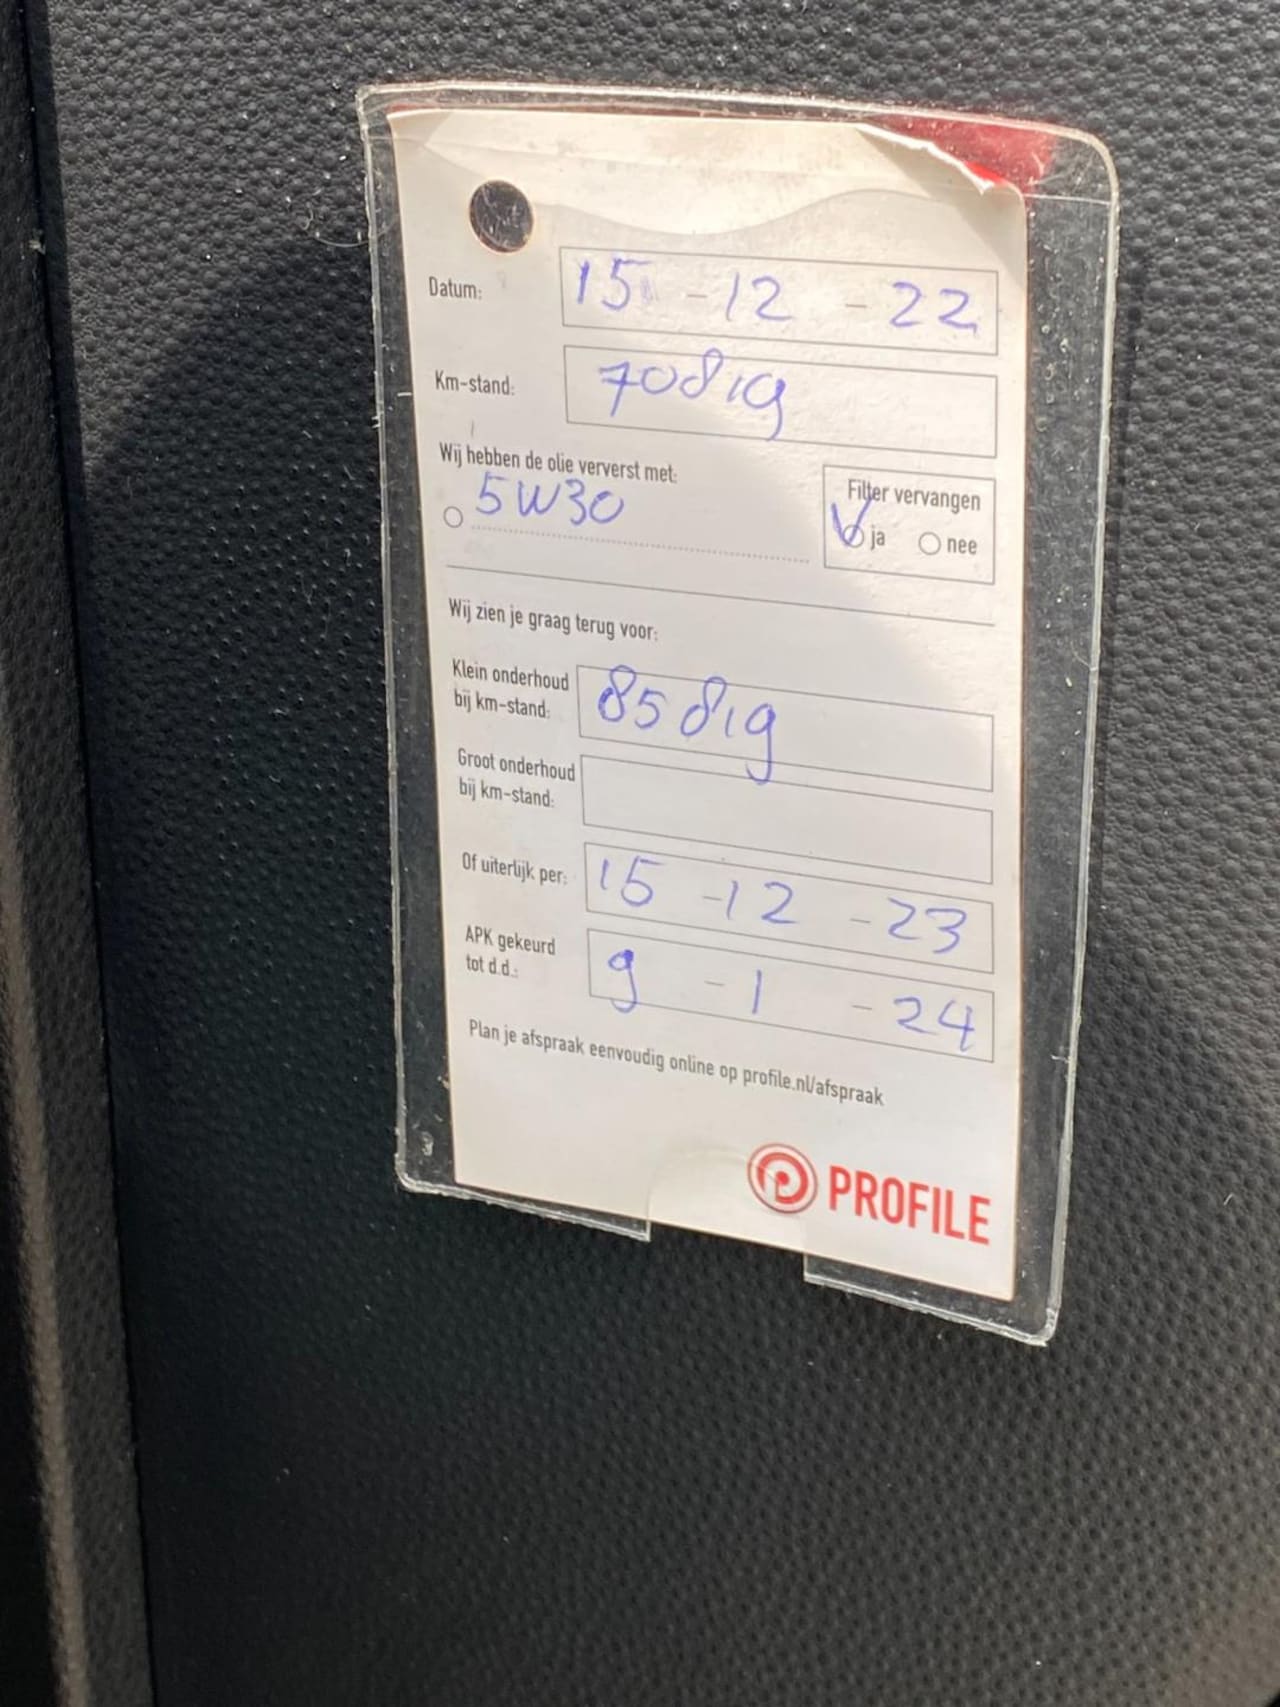 Datum: 15 - 12 - 22
Km-stand: 70819
Wij hebben de olie ververst met:
5W30
Filter vervangen
ja nee
Wij zien je graag terug voor:
Klein onderhoud
bij km-stand: 85819
Groot onderhoud
bij km-stand:
Of uiterlijk per: 15 - 12 - 23
APK gekeurd
tot d.d.: 9 - 1 - 24
Plan je afspraak eenvoudig online op profile.nl/afspraak
PROFILE